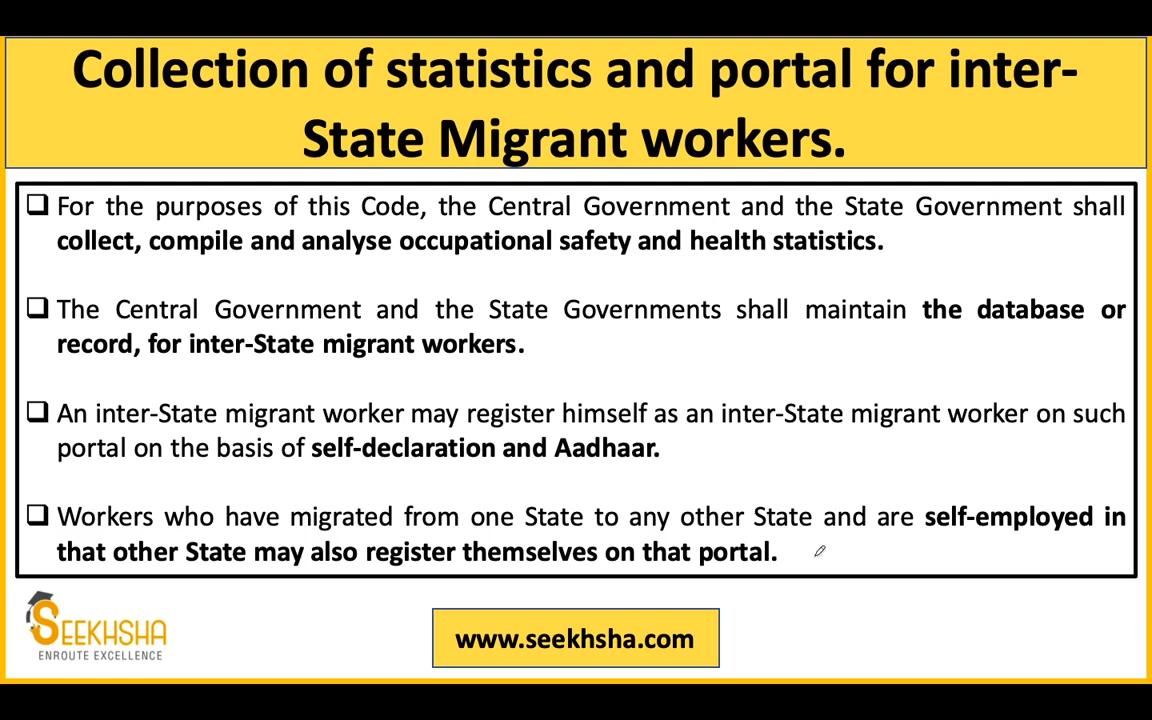 Collection of statistics and portal for inter-
State Migrant workers.
❑ For the purposes of this Code, the Central Government and the State Government shall
collect, compile and analyse occupational safety and health statistics.
❑ The Central Government and the State Governments shall maintain the database or
record, for inter-State migrant workers.
❑ An inter-State migrant worker may register himself as an inter-State migrant worker on such
portal on the basis of self-declaration and Aadhaar.
❑ Workers who have migrated from one State to any other State and are self-employed in
that other State may also register themselves on that portal.
SEEKHSHA
ENROUTE EXCELLENCE
www.seekhsha.com